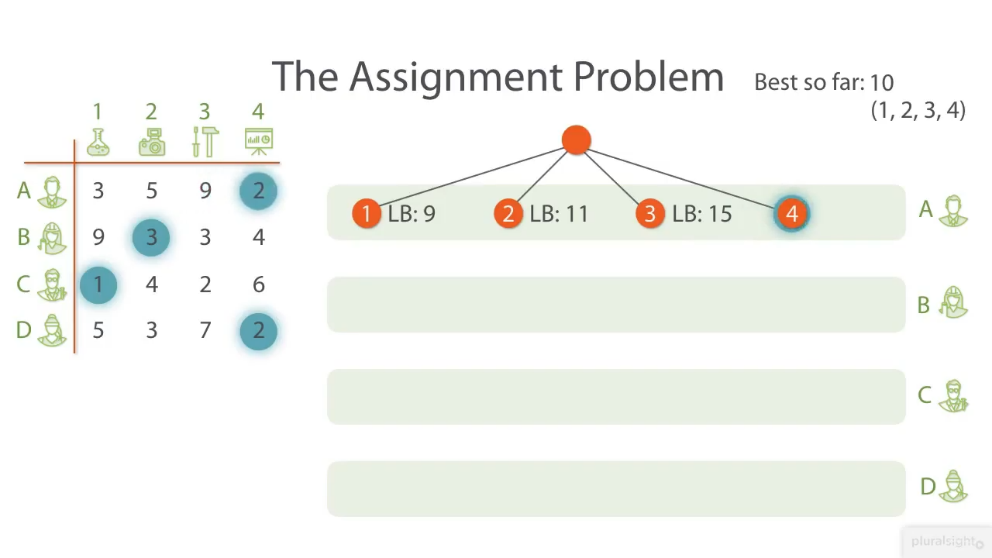 The Assignment Problem
Best so far: 10
(1, 2, 3, 4)
1 2 3 4
A 3 5 9 2
B 9 3 3 4
C 1 4 2 6
D 5 3 7 2
1 LB: 9 2 LB: 11 3 LB: 15 4 A
B
C
D
pluralsight